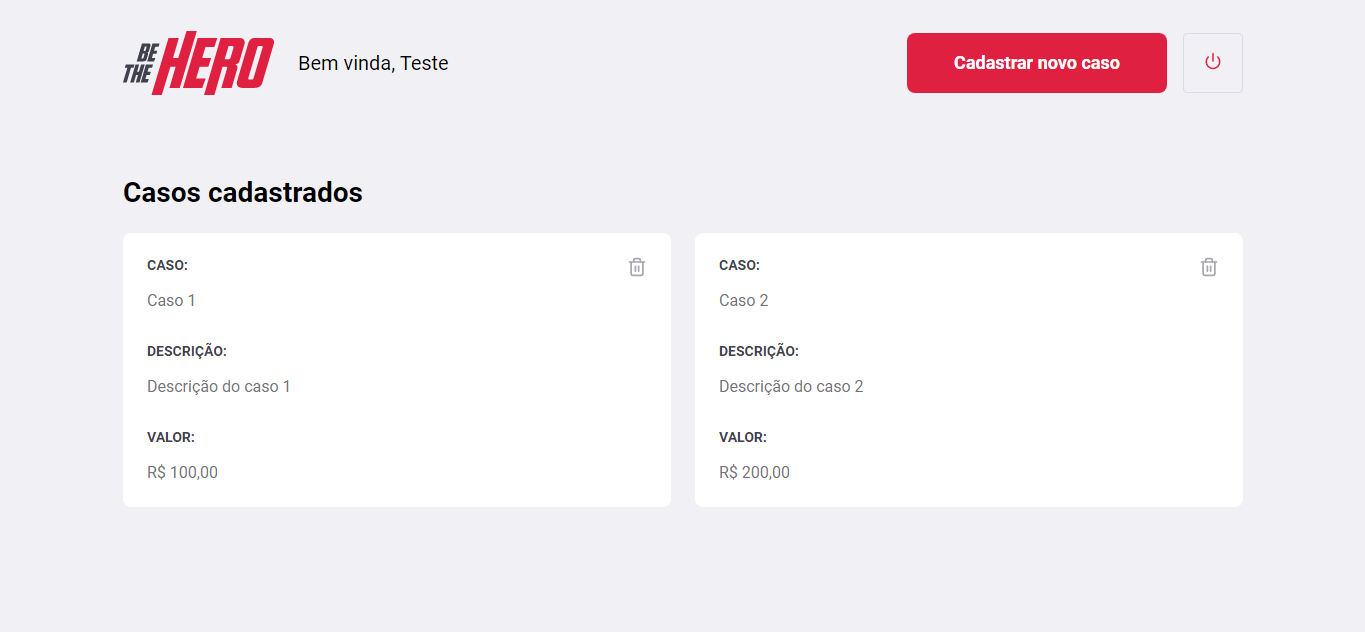 BE THE HERO
Bem vinda, Teste
Cadastrar novo caso
Casos cadastrados
CASO:
Caso 1
DESCRIÇÃO:
Descrição do caso 1
VALOR:
R$ 100,00
CASO:
Caso 2
DESCRIÇÃO:
Descrição do caso 2
VALOR:
R$ 200,00